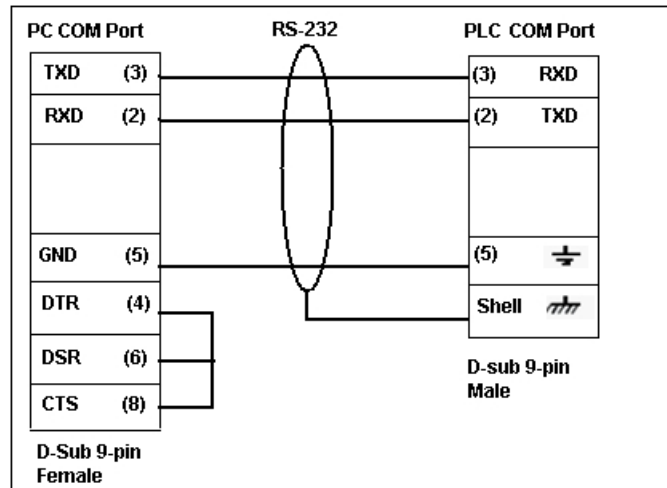 PC COM Port
RS-232
PLC COM Port
TXD (3)
(3) RXD
RXD (2)
(2) TXD
GND (5)
(5)
DTR (4)
Shell
DSR (6)
CTS (8)
D-sub 9-pin
Male
D-Sub 9-pin
Female